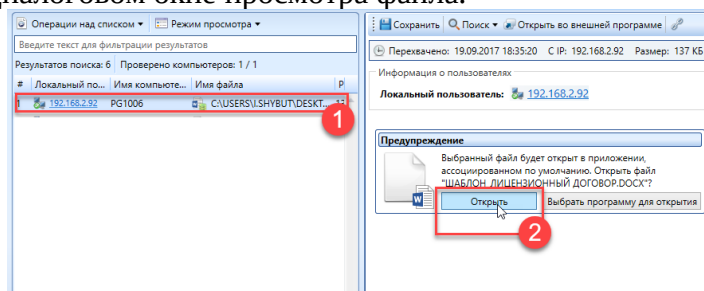 диалоговом окне просмотра файла.
Операции над списком Режим просмотра
Введите текст для фильтрации результатов
Результатов поиска: 6 Проверено компьютеров: 1 / 1
# Локальный по... Имя компьюте... Имя файла Р
1 192.168.2.92 PG1006 C:\USERS\I.SHYBUT\DESKT...
1
Сохранить Поиск Открыть во внешней программе
Перехвачено: 19.09.2017 18:35:20 С IP: 192.168.2.92 Размер: 137 КБ
Информация о пользователях
Локальный пользователь: 192.168.2.92
Предупреждение
Выбранный файл будет открыт в приложении,
ассоциированном по умолчанию. Открыть файл
"ШАБЛОН_ЛИЦЕНЗИОННЫЙ ДОГОВОР.DOCX"?
Открыть Выбрать программу для открытия
2